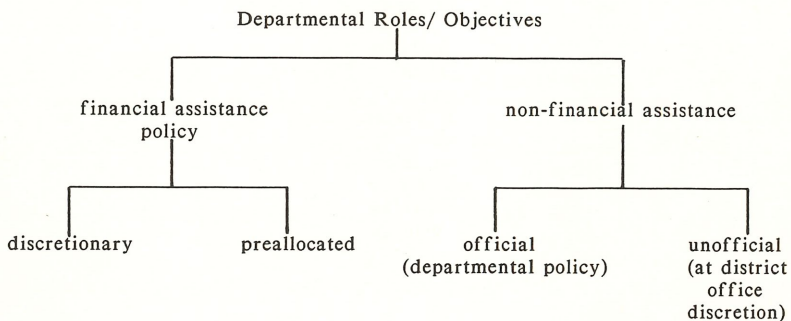 Departmental Roles/ Objectives
financial assistance
policy
non-financial assistance
discretionary
preallocated
official
(departmental policy)
unofficial
(at district
office
discretion)